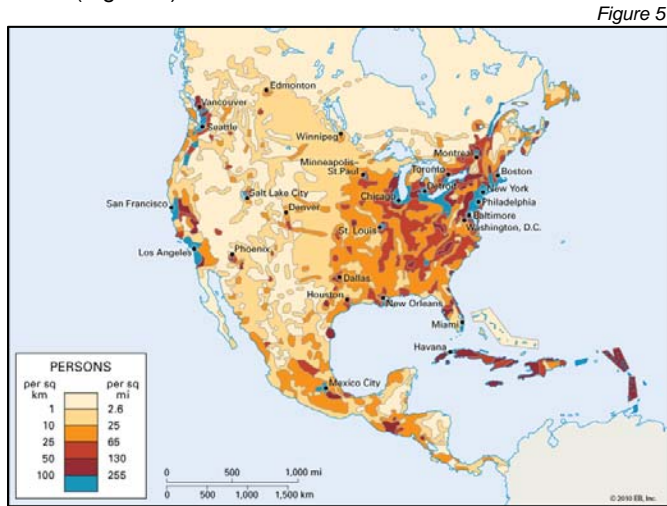 Figure 5
Edmonton
Vancouver
Seattle
Winnipeg
Minneapolis–
St. Paul
Montreal
Toronto
Boston
Detroit
New York
Chicago
Philadelphia
Salt Lake City
Baltimore
Denver
San Francisco
Washington, D.C.
St. Louis
Los Angeles
Phoenix
Dallas
Houston
New Orleans
Miami
Havana
Mexico City
PERSONS
per sq km
per sq mi
1 2.6
10 25
25 65
50 130
100 255
0 500 1,000 mi
0 500 1,000 1,500 km
© 2010 EB, Inc.